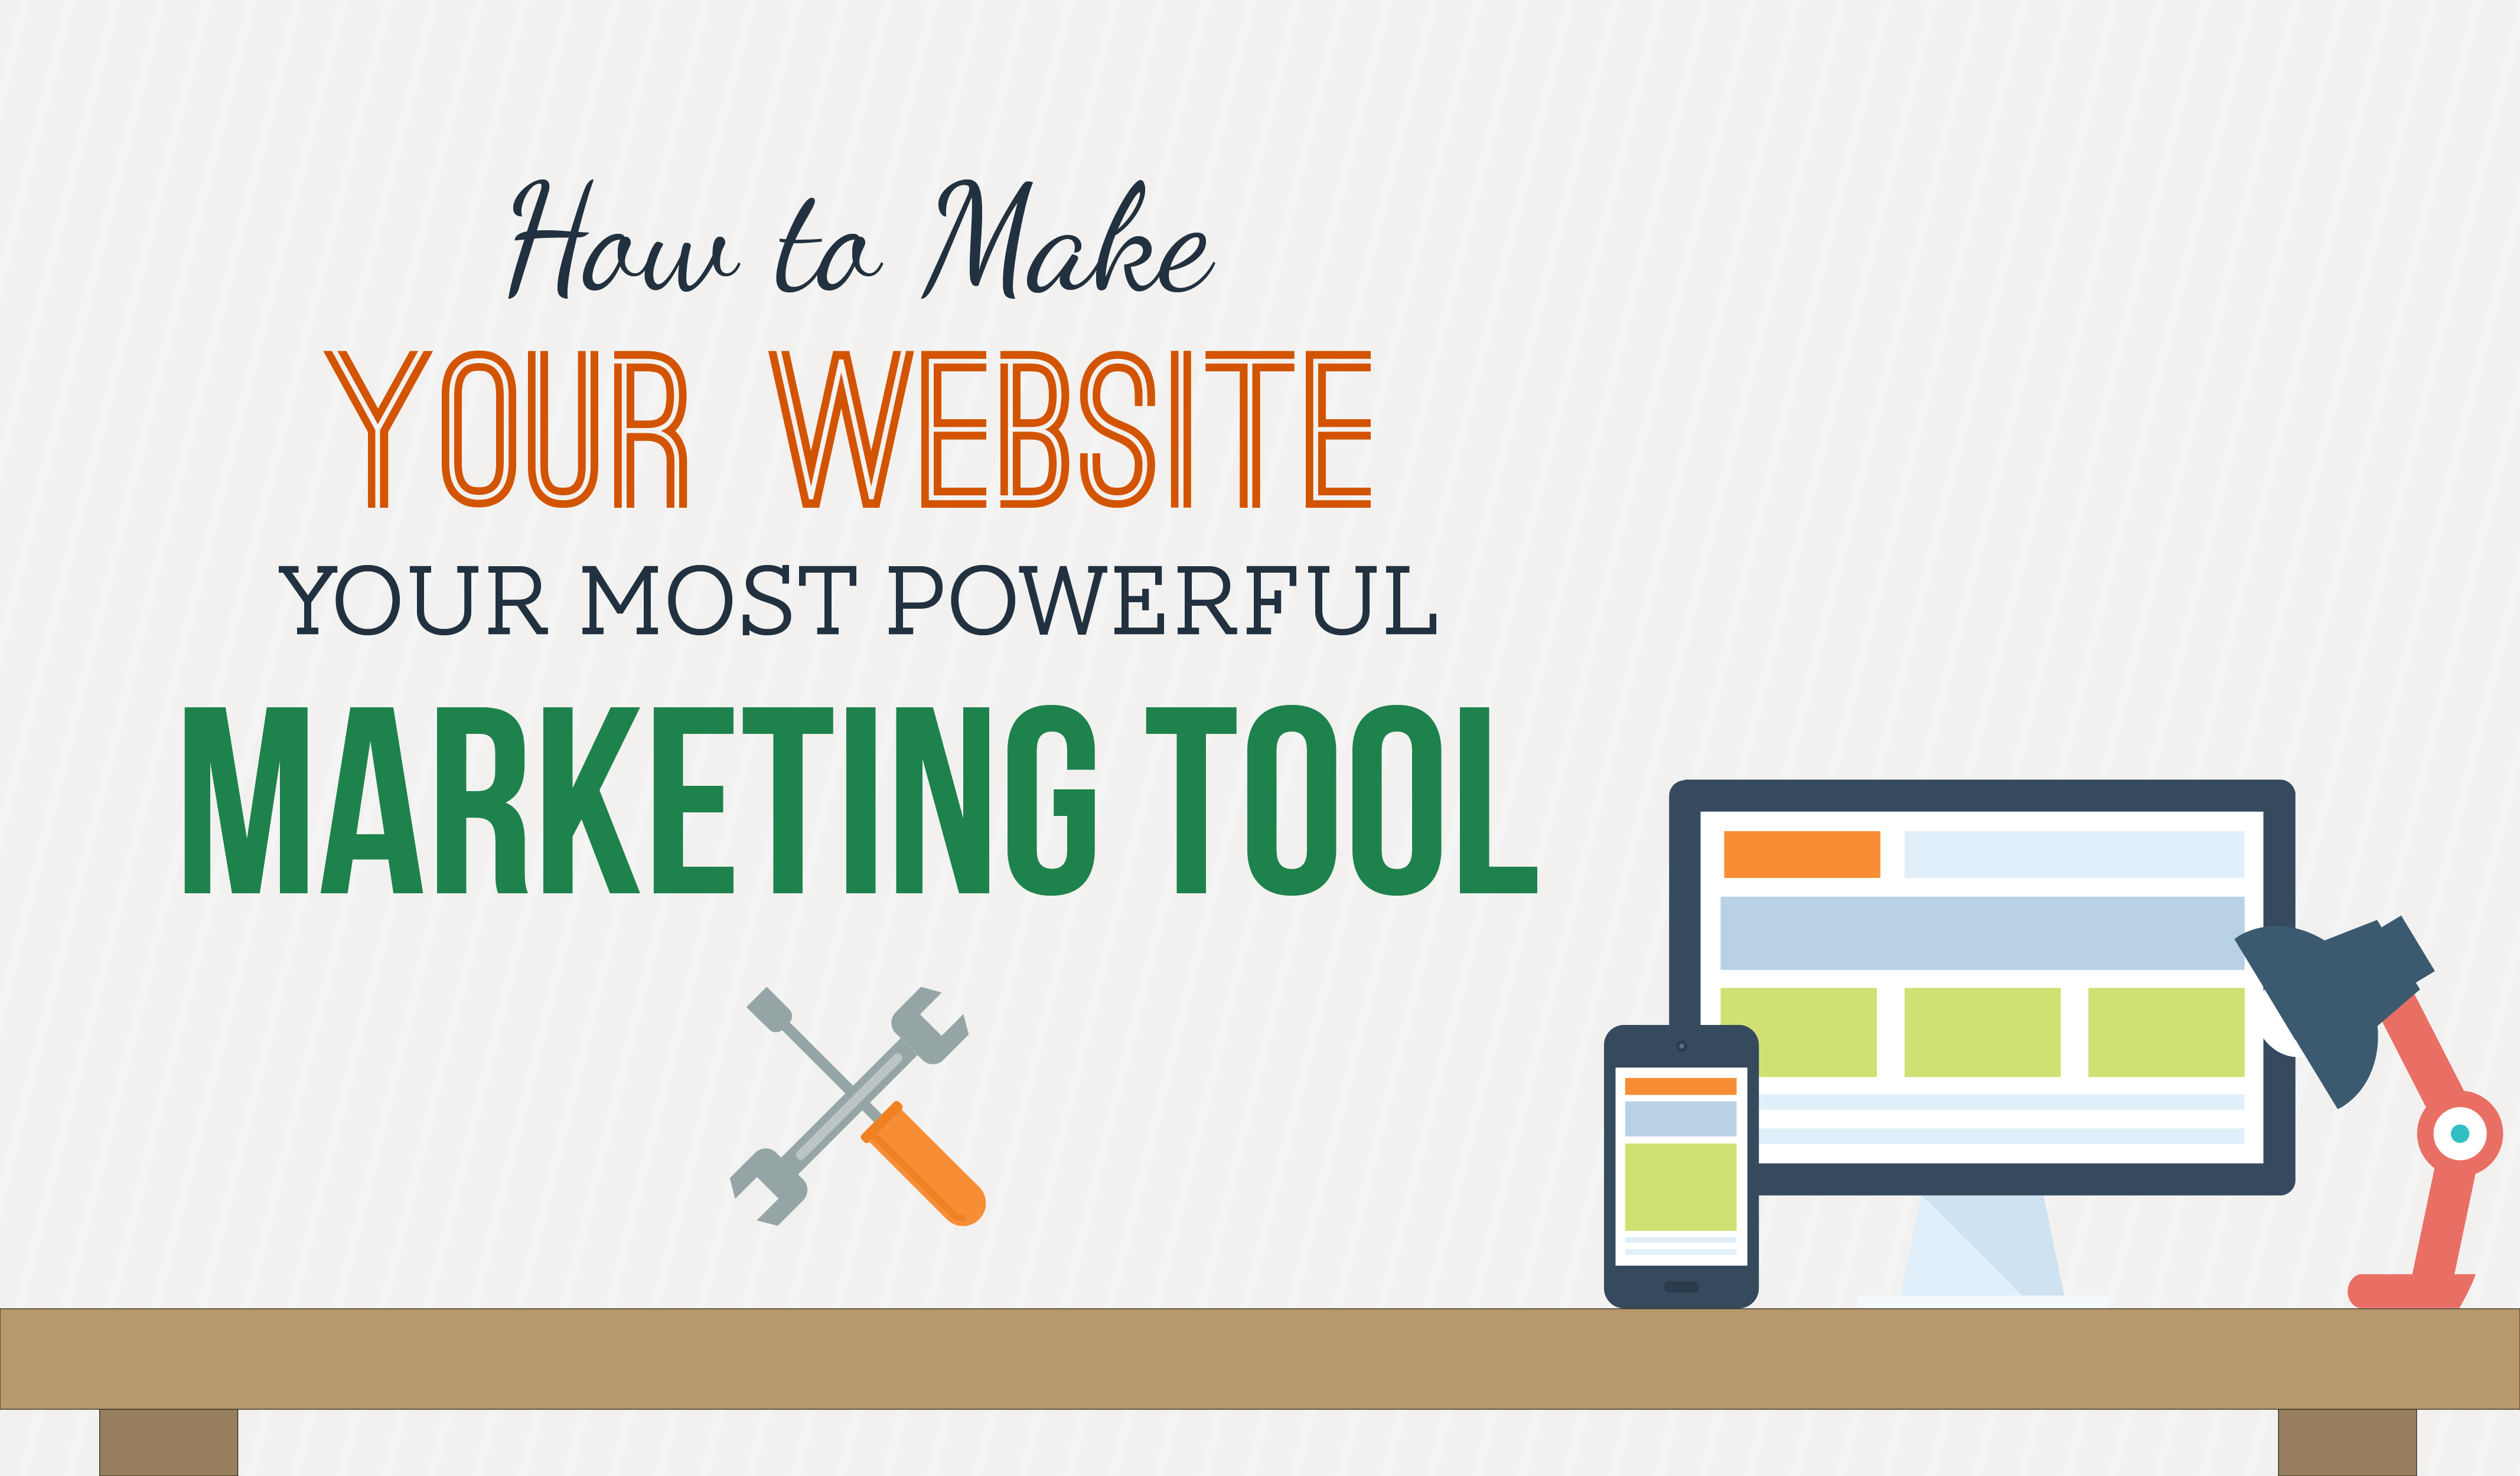 How to Make
YOUR WEBSITE
YOUR MOST POWERFUL
MARKETING TOOL